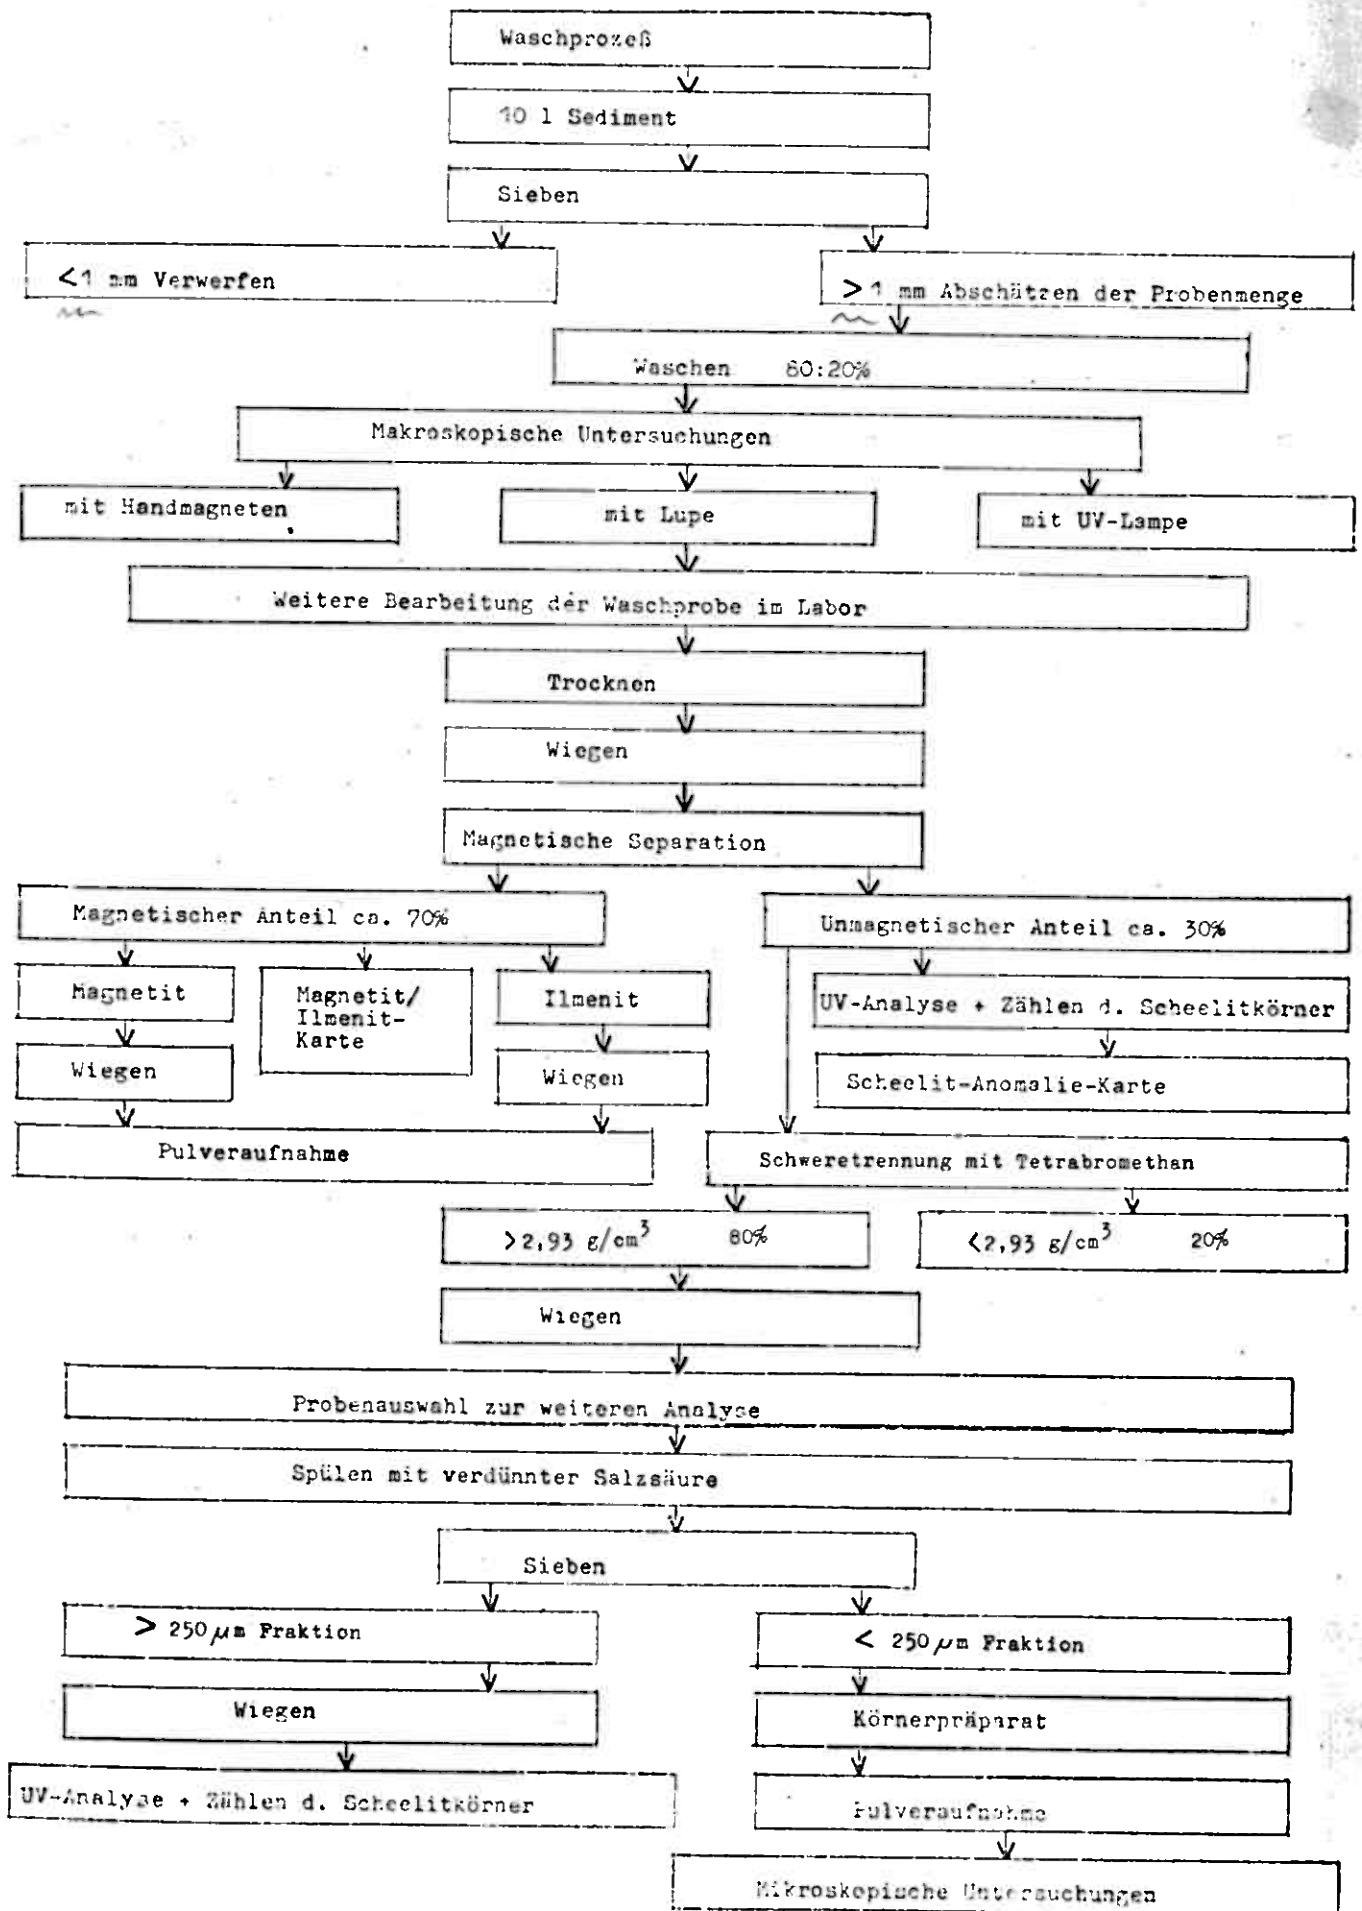 Waschprozeß
10 l Sediment
Sieben
<1 mm Verwerfen
>1 mm Abschätzen der Probenmenge
Waschen 80:20%
Makroskopische Untersuchungen
mit Handmagneten
mit Lupe
mit UV-Lampe
Weitere Bearbeitung der Waschprobe im Labor
Trocknen
Wiegen
Magnetische Separation
Magnetischer Anteil ca. 70%
Unmagnetischer Anteil ca. 30%
Magnetit
Magnetit/
Ilmenit-
Karte
Ilmenit
UV-Analyse + Zählen d. Scheelitkörner
Wiegen
Wiegen
Scheelit-Anomalie-Karte
Pulveraufnahme
Schweretrennung mit Tetrabromethan
>2,93 g/cm³ 80%
<2,93 g/cm³ 20%
Wiegen
Probenauswahl zur weiteren Analyse
Spülen mit verdünnter Salzsäure
Sieben
> 250 µm Fraktion
< 250 µm Fraktion
Wiegen
Körnerpräparat
UV-Analyse + Zählen d. Scheelitkörner
Pulveraufnahme
Mikroskopische Untersuchungen